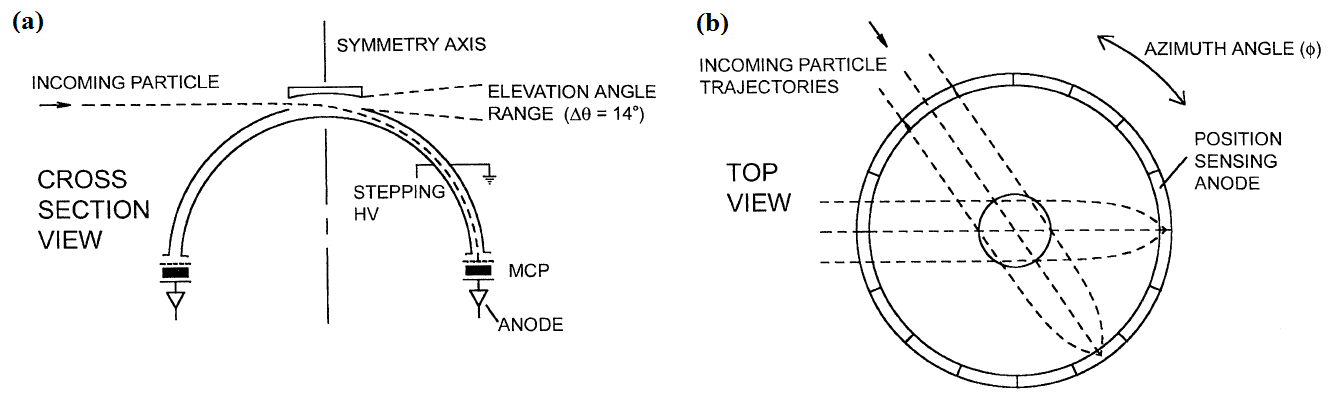 (a)
SYMMETRY AXIS
INCOMING PARTICLE
ELEVATION ANGLE
RANGE (Δθ = 14°)
STEPPING
HV
CROSS
SECTION
VIEW
MCP
ANODE
(b)
AZIMUTH ANGLE (ϕ)
INCOMING PARTICLE
TRAJECTORIES
POSITION
SENSING
ANODE
TOP
VIEW